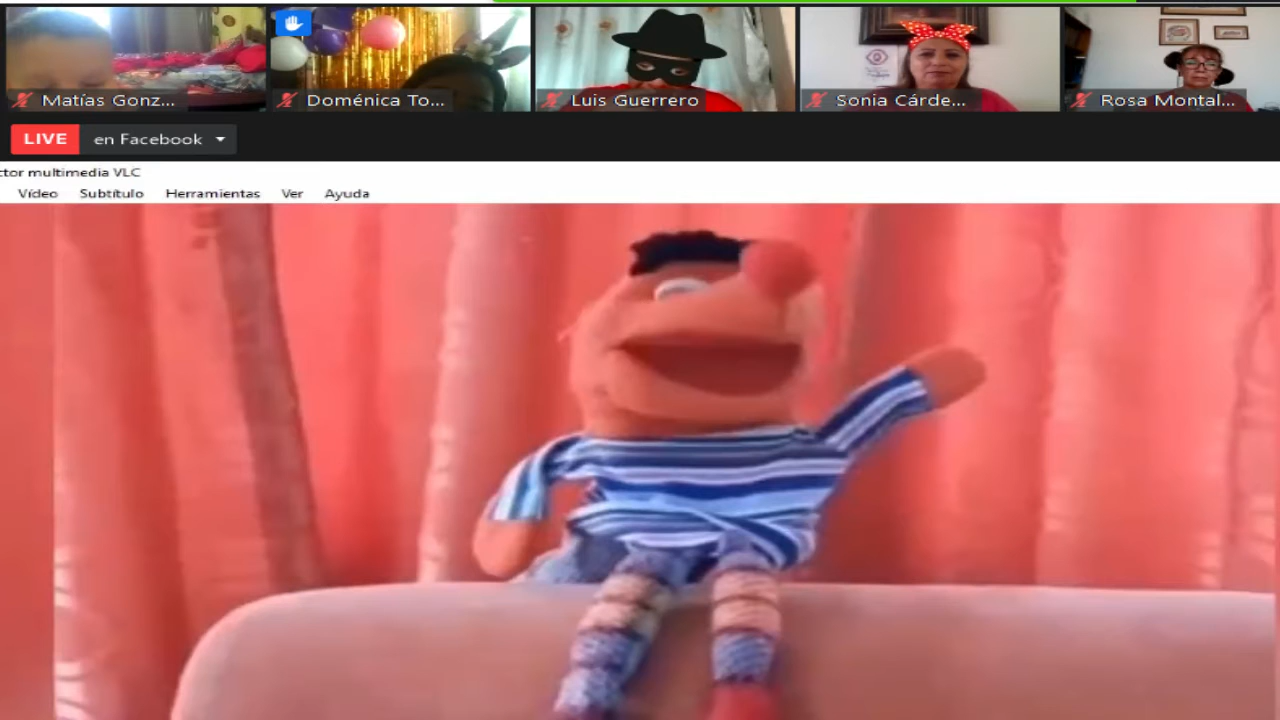 Matías Gonz...
Doménica To...
Luis Guerrero
Sonia Cárde...
Rosa Montal...
LIVE en Facebook
ctor multimedia VLC
Vídeo Subtítulo Herramientas Ver Ayuda